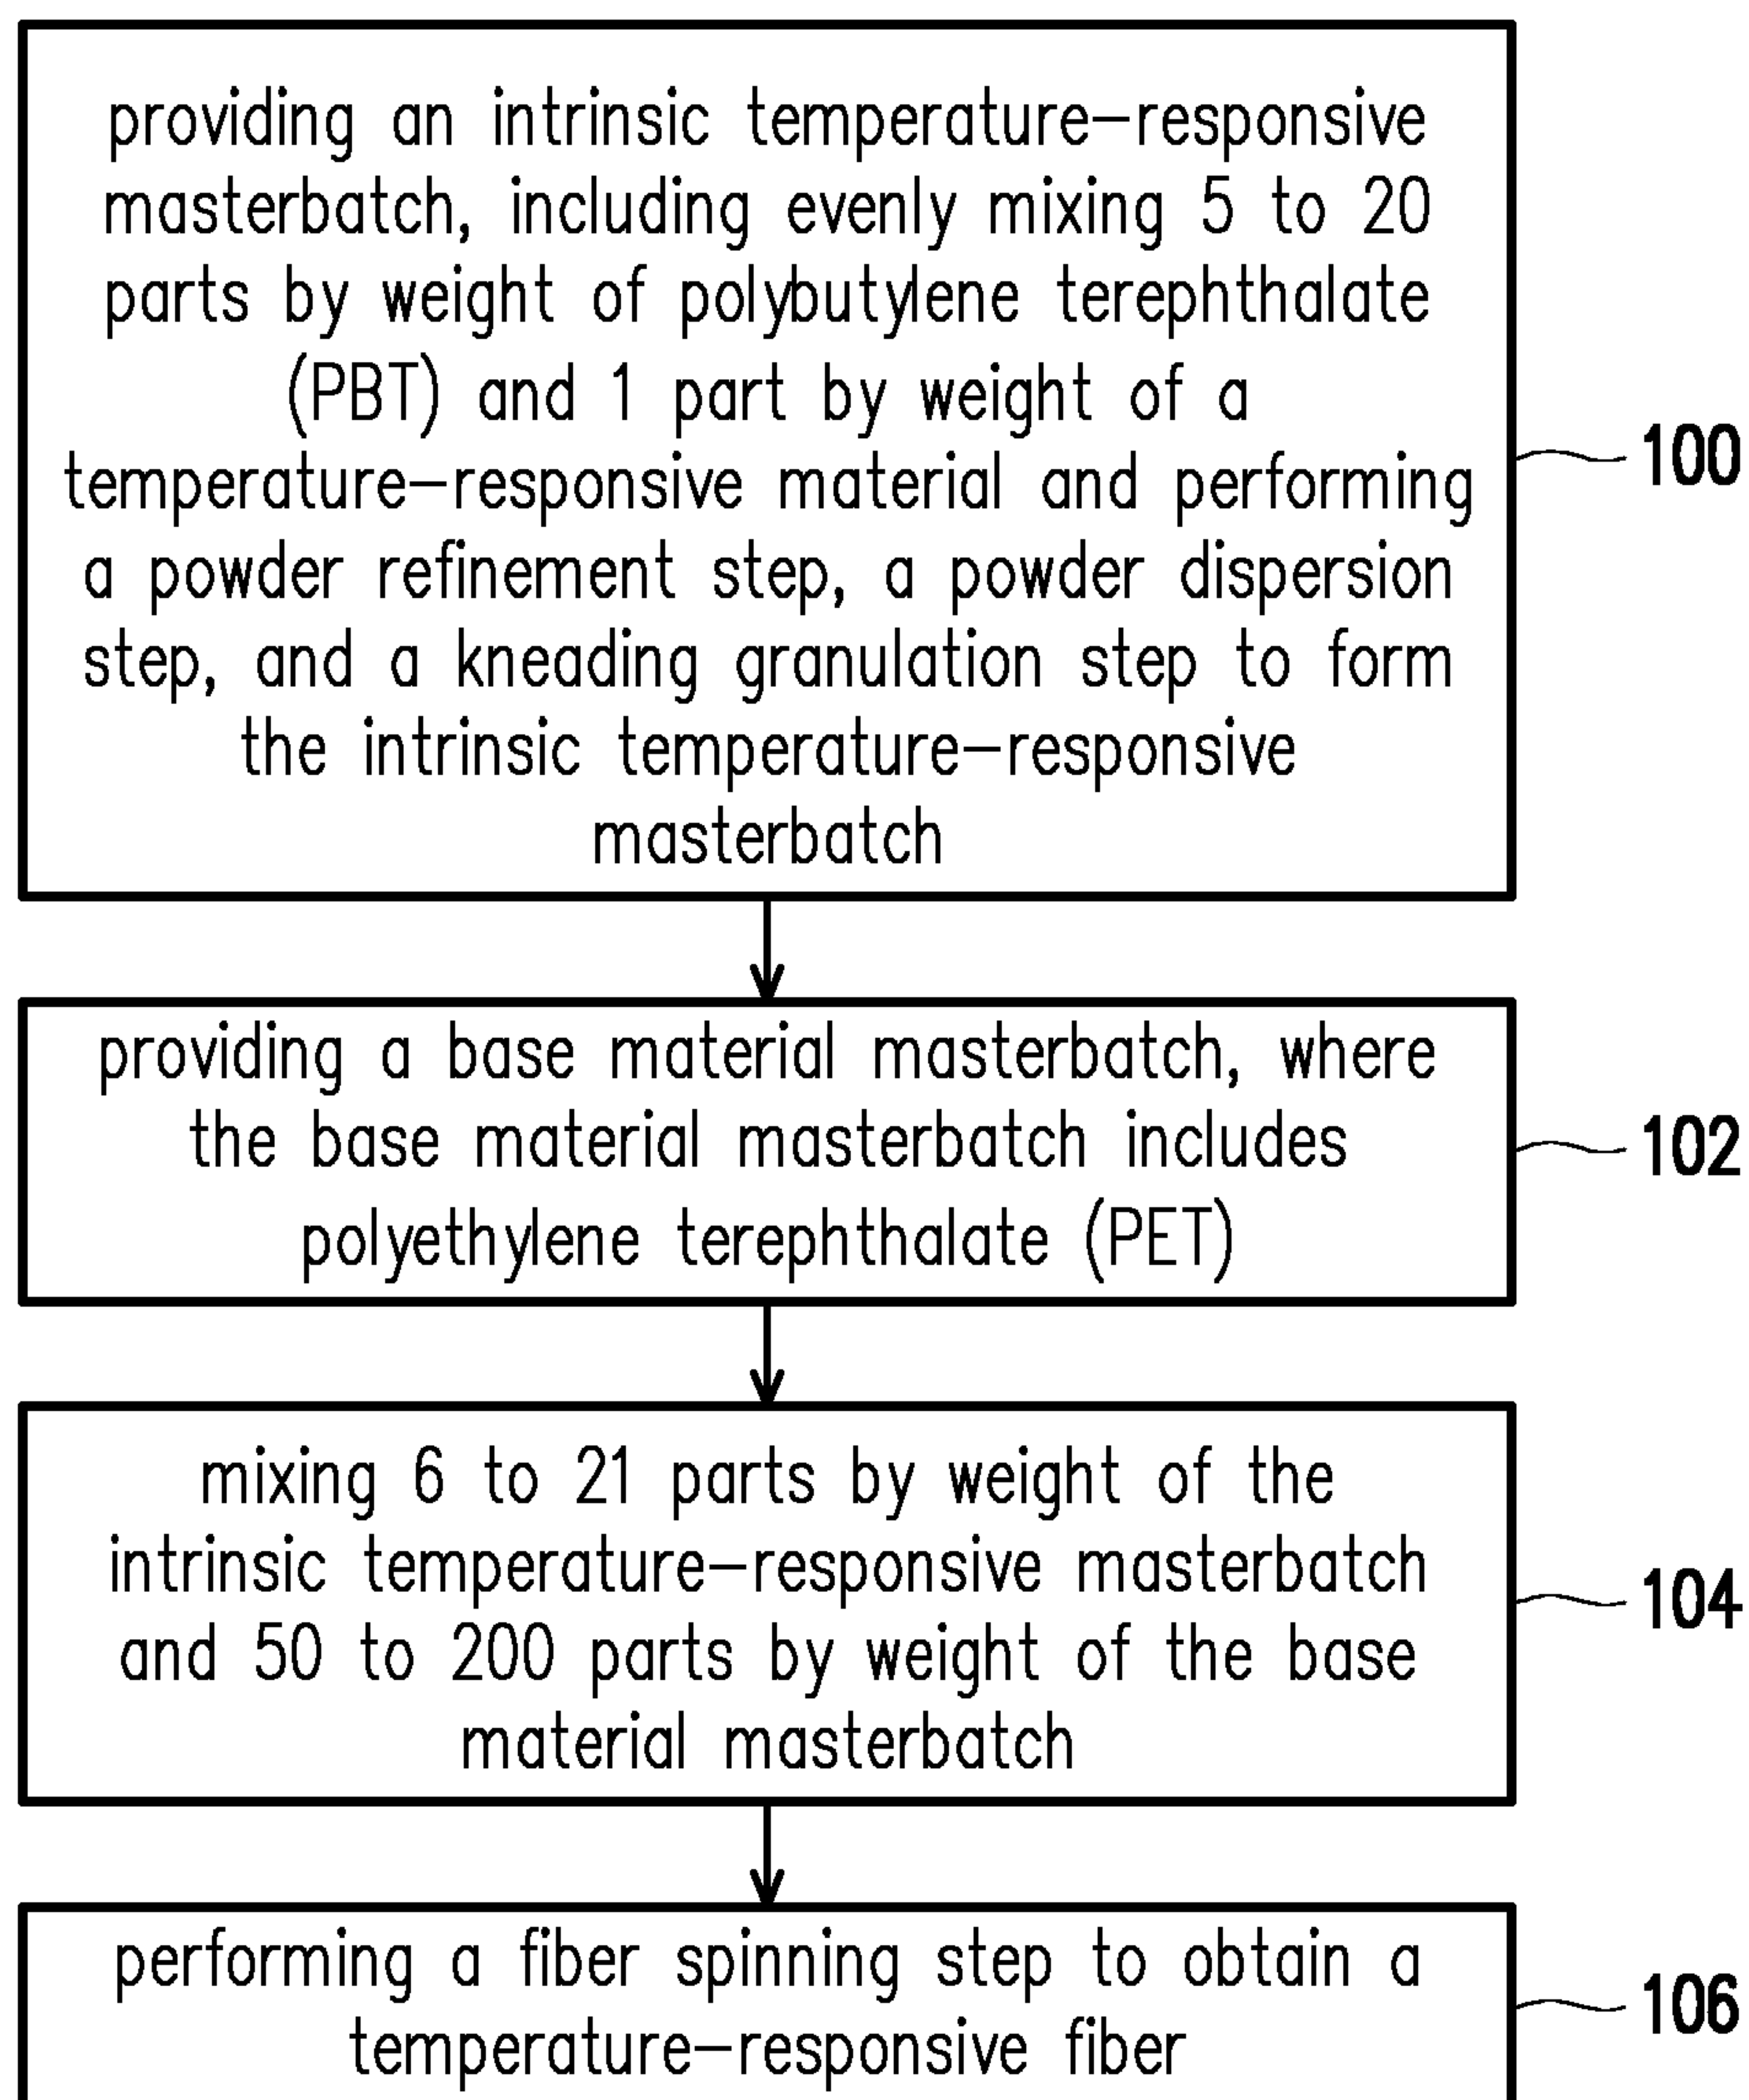 providing an intrinsic temperature-responsive
masterbatch, including evenly mixing 5 to 20
parts by weight of polybutylene terephthalate
(PBT) and 1 part by weight of a
temperature-responsive material and performing
a powder refinement step, a powder dispersion
step, and a kneading granulation step to form
the intrinsic temperature-responsive
masterbatch
100
providing a base material masterbatch, where
the base material masterbatch includes
polyethylene terephthalate (PET)
102
mixing 6 to 21 parts by weight of the
intrinsic temperature-responsive masterbatch
and 50 to 200 parts by weight of the base
material masterbatch
104
performing a fiber spinning step to obtain a
temperature-responsive fiber
106